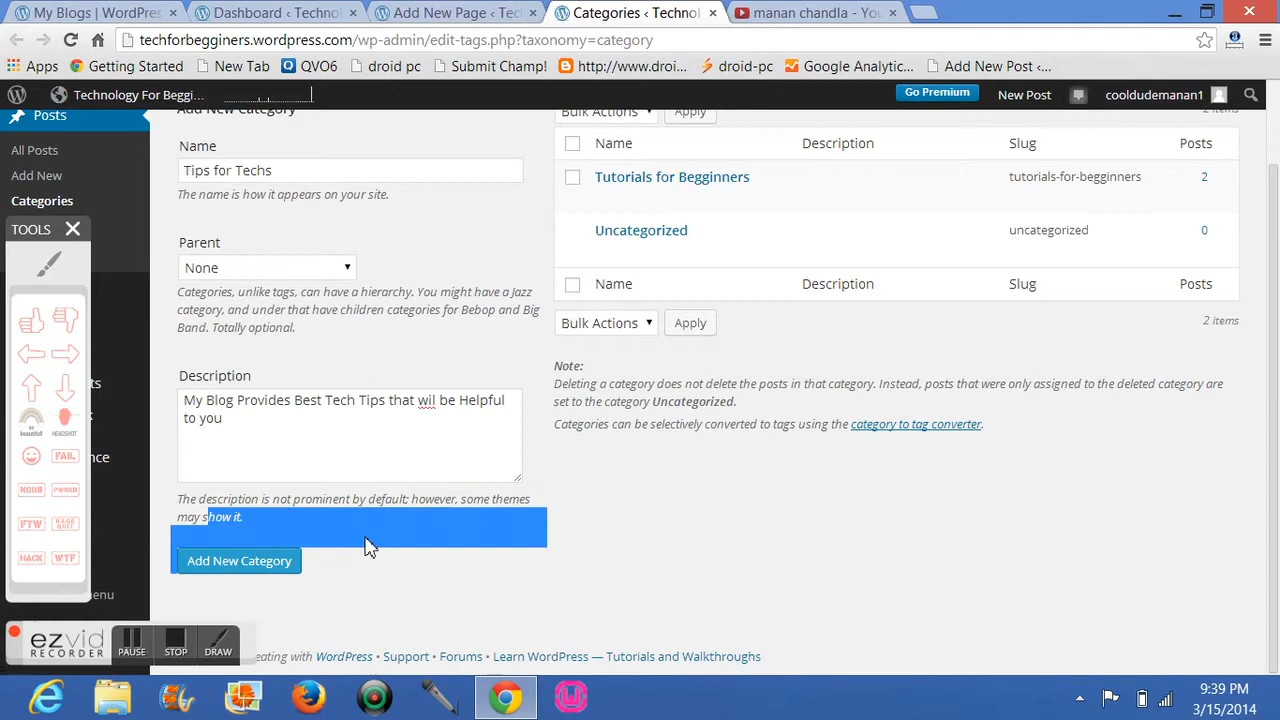 My Blogs | WordPres
Dashboard ‹ Technol
Add New Page ‹ Tec
Categories ‹ Technol
manan chandla - You
techforbegginers.wordpress.com/wp-admin/edit-tags.php?taxonomy=category
Apps
Getting Started
New Tab
QVO6
droid pc
Submit Champ!
http://www.droi...
droid-pc
Google Analytic...
Add New Post ‹...
Technology For Beggi...
Go Premium
New Post
cooldudemanan1
Posts
All Posts
Add New
Categories
TOOLS
be beautiful!
HEADSHOT
FAIL
NOOB
PWNED
FTW
RAGE QUIT
HACK
WTF
Add New Category
Name
Tips for Techs
The name is how it appears on your site.
Parent
None
Categories, unlike tags, can have a hierarchy. You might have a Jazz
category, and under that have children categories for Bebop and Big
Band. Totally optional.
Description
My Blog Provides Best Tech Tips that wil be Helpful
to you
The description is not prominent by default; however, some themes
may show it.
Add New Category
Bulk Actions
Apply
2 items
Name Description Slug Posts
Tutorials for Begginners tutorials-for-begginners 2
Uncategorized uncategorized 0
Name Description Slug Posts
Bulk Actions
Apply
2 items
Note:
Deleting a category does not delete the posts in that category. Instead, posts that were only assigned to the deleted category are
set to the category Uncategorized.
Categories can be selectively converted to tags using the category to tag converter.
ezvid
RECORDER
PAUSE
STOP
DRAW
eating with WordPress • Support • Forums • Learn WordPress — Tutorials and Walkthroughs
9:39 PM
3/15/2014